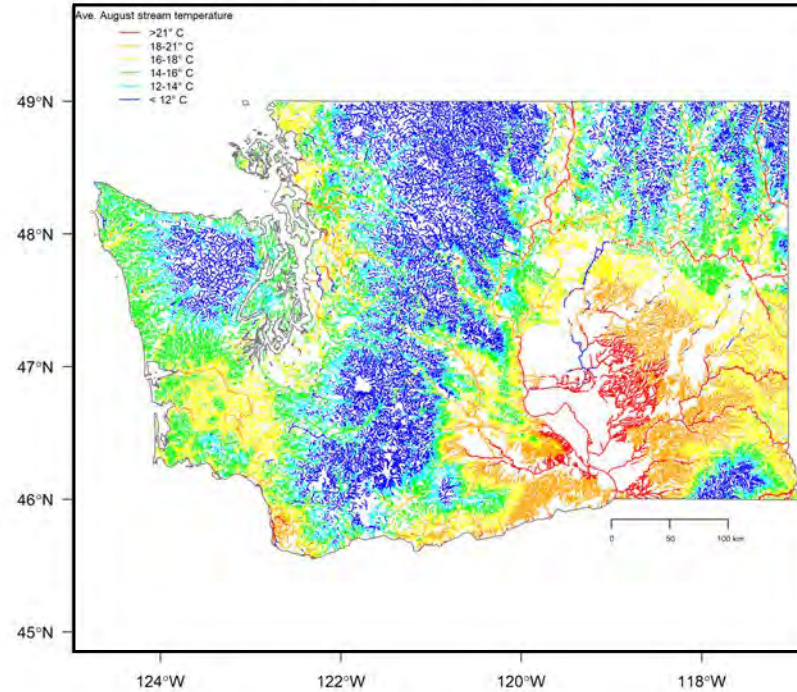 Ave. August stream temperature
>21° C
18-21° C
16-18° C
14-16° C
12-14° C
< 12° C
49°N
48°N
47°N
46°N
45°N
0 50 100 km
124°W 122°W 120°W 118°W